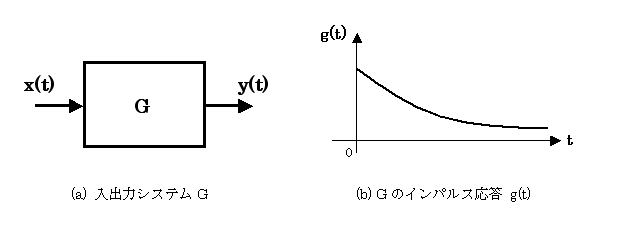 x(t)
G
y(t)
(a) 入出力システム G
g(t)
t
0
(b) G のインパルス応答 g(t)